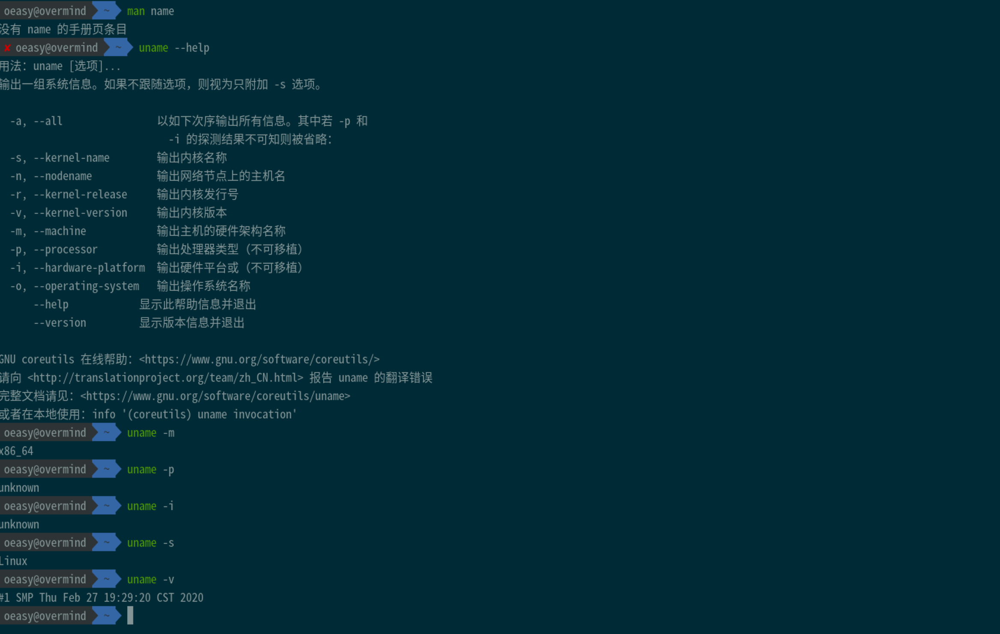 oeasy@overmind ~ man name
没有 name 的手册页条目
✘ oeasy@overmind ~ uname --help
用法：uname [选项]...
输出一组系统信息。如果不跟随选项，则视为只附加 -s 选项。
-a, --all 以如下次序输出所有信息。其中若 -p 和
-i 的探测结果不可知则被省略：
-s, --kernel-name 输出内核名称
-n, --nodename 输出网络节点上的主机名
-r, --kernel-release 输出内核发行号
-v, --kernel-version 输出内核版本
-m, --machine 输出主机的硬件架构名称
-p, --processor 输出处理器类型（不可移植）
-i, --hardware-platform 输出硬件平台或（不可移植）
-o, --operating-system 输出操作系统名称
--help 显示此帮助信息并退出
--version 显示版本信息并退出
GNU coreutils 在线帮助：<https://www.gnu.org/software/coreutils/>
请向 <http://translationproject.org/team/zh_CN.html> 报告 uname 的翻译错误
完整文档请见：<https://www.gnu.org/software/coreutils/uname>
或者在本地使用：info '(coreutils) uname invocation'
oeasy@overmind ~ uname -m
x86_64
oeasy@overmind ~ uname -p
unknown
oeasy@overmind ~ uname -i
unknown
oeasy@overmind ~ uname -s
Linux
oeasy@overmind ~ uname -v
#1 SMP Thu Feb 27 19:29:20 CST 2020
oeasy@overmind ~